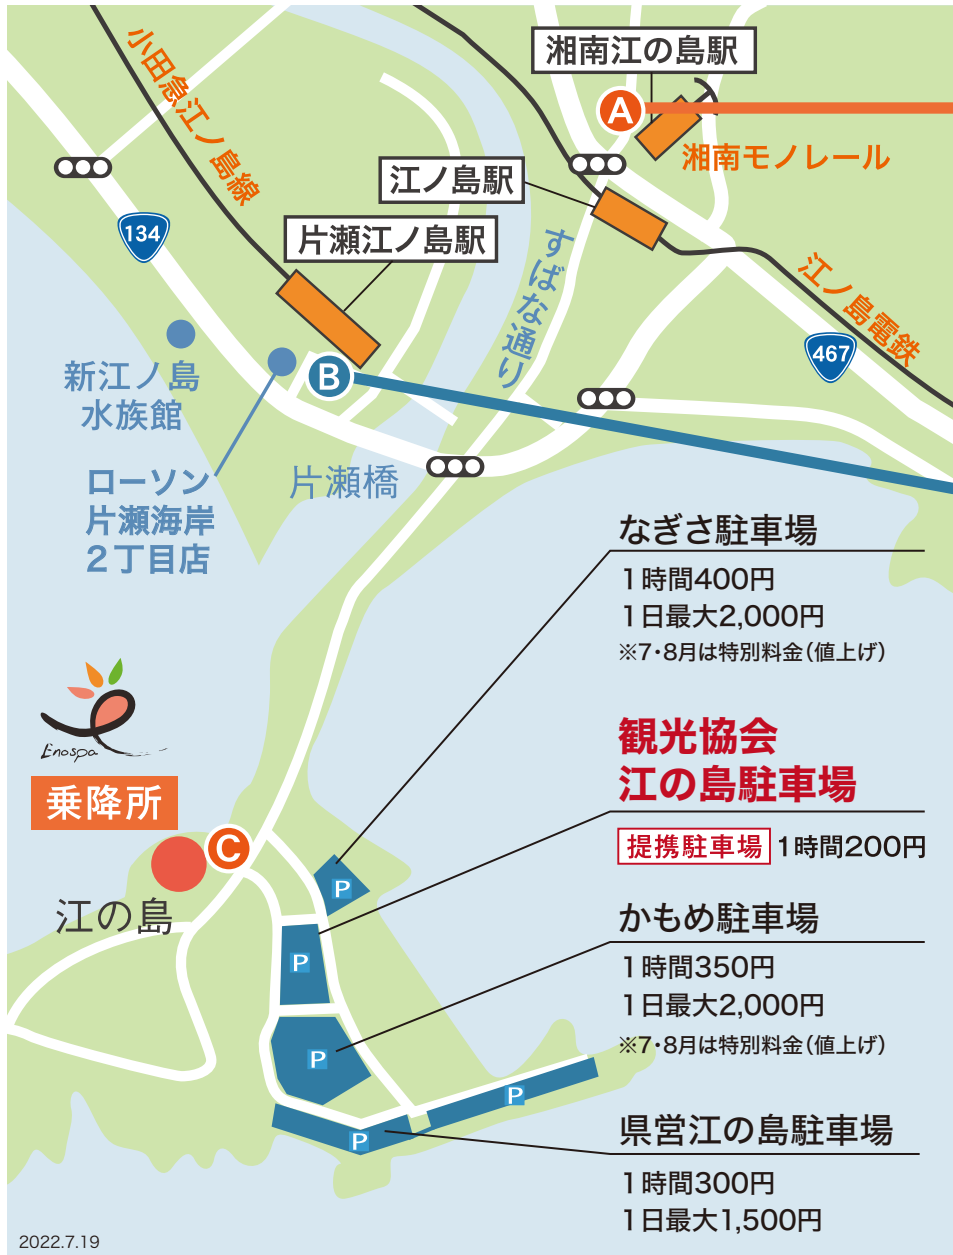 湘南江の島駅
小田急江ノ島線
A
湘南モノレール
江ノ島駅
134
片瀬江ノ島駅
すばな通り
江ノ島電鉄
467
新江ノ島
水族館
B
ローソン
片瀬海岸
2丁目店
片瀬橋
なぎさ駐車場
1時間400円
1日最大2,000円
※7・8月は特別料金（値上げ）
Enospa
乗降所
C
江の島
観光協会
江の島駐車場
提携駐車場 1時間200円
P
P
かもめ駐車場
1時間350円
1日最大2,000円
※7・8月は特別料金（値上げ）
P
P
P
県営江の島駐車場
1時間300円
1日最大1,500円
2022.7.19